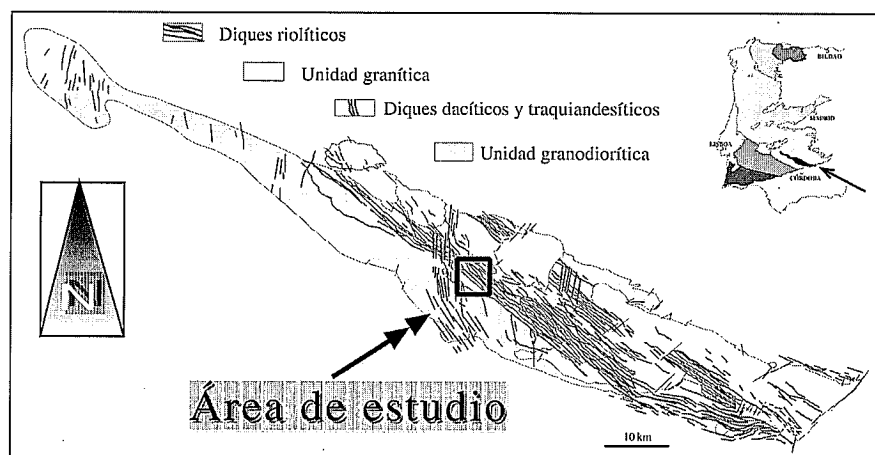 Diques riolíticos
Unidad granítica
Diques dacíticos y traquiandesíticos
Unidad granodiorítica
BILBAO
MADRID
LISBOA
CÓRDOBA
N
Área de estudio
10 km